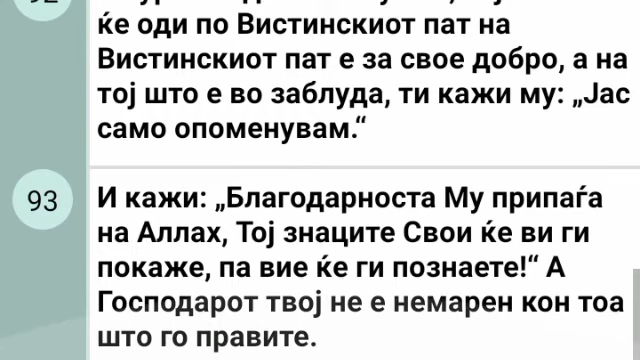 ќе оди по Вистинскиот пат на
Вистинскиот пат е за свое добро, а на
тој што е во заблуда, ти кажи му: „Јас
само опоменувам.“
93
И кажи: „Благодарноста Му припаѓа
на Аллах, Тој знаците Свои ќе ви ги
покаже, па вие ќе ги познаете!“ А
Господарот твој не е немарен кон тоа
што го правите.